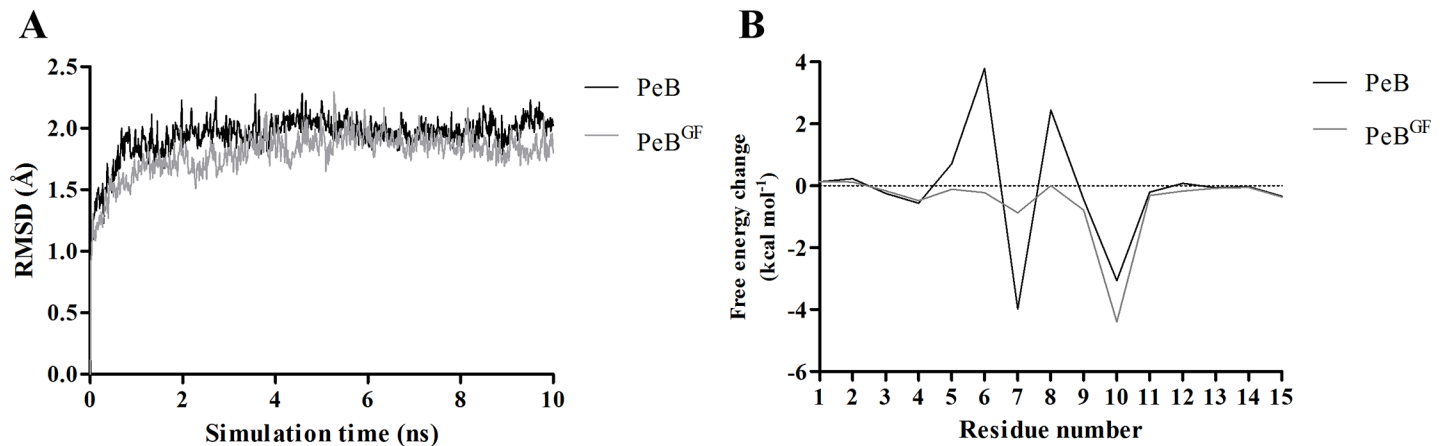 A
RMSD (Å)
2.5
2.0
1.5
1.0
0.5
0.0
0 2 4 6 8 10
Simulation time (ns)
PeB
PeB^GF
B
Free energy change
(kcal mol⁻¹)
4
2
0
-2
-4
-6
1 2 3 4 5 6 7 8 9 10 11 12 13 14 15
Residue number
PeB
PeB^GF